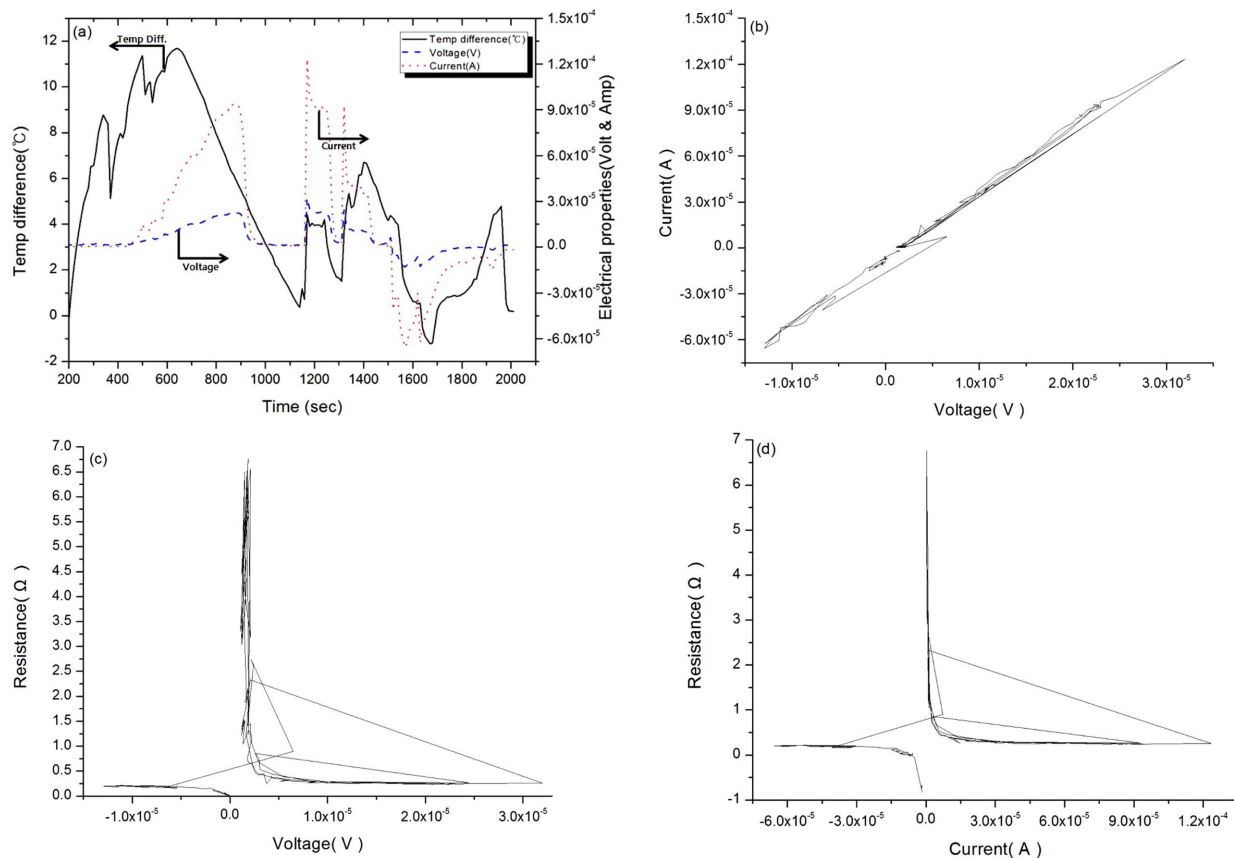 (a)
Temp Diff.
Temp difference(℃)
Voltage(V)
Current(A)
Current
Voltage
12
10
8
6
4
2
0
-2
Temp difference(℃)
200 400 600 800 1000 1200 1400 1600 1800 2000
Time (sec)
1.5x10⁻⁴
1.2x10⁻⁴
9.0x10⁻⁵
6.0x10⁻⁵
3.0x10⁻⁵
0.0
-3.0x10⁻⁵
-6.0x10⁻⁵
Electrical properties(Volt & Amp)
(b)
1.2x10⁻⁴
9.0x10⁻⁵
6.0x10⁻⁵
3.0x10⁻⁵
0.0
-3.0x10⁻⁵
-6.0x10⁻⁵
Current( A )
-1.0x10⁻⁵ 0.0 1.0x10⁻⁵ 2.0x10⁻⁵ 3.0x10⁻⁵
Voltage( V )
(c)
7.0
6.5
6.0
5.5
5.0
4.5
4.0
3.5
3.0
2.5
2.0
1.5
1.0
0.5
0.0
Resistance( Ω )
-1.0x10⁻⁵ 0.0 1.0x10⁻⁵ 2.0x10⁻⁵ 3.0x10⁻⁵
Voltage( V )
(d)
7
6
5
4
3
2
1
0
-1
Resistance( Ω )
-6.0x10⁻⁵ -3.0x10⁻⁵ 0.0 3.0x10⁻⁵ 6.0x10⁻⁵ 9.0x10⁻⁵ 1.2x10⁻⁴
Current( A )